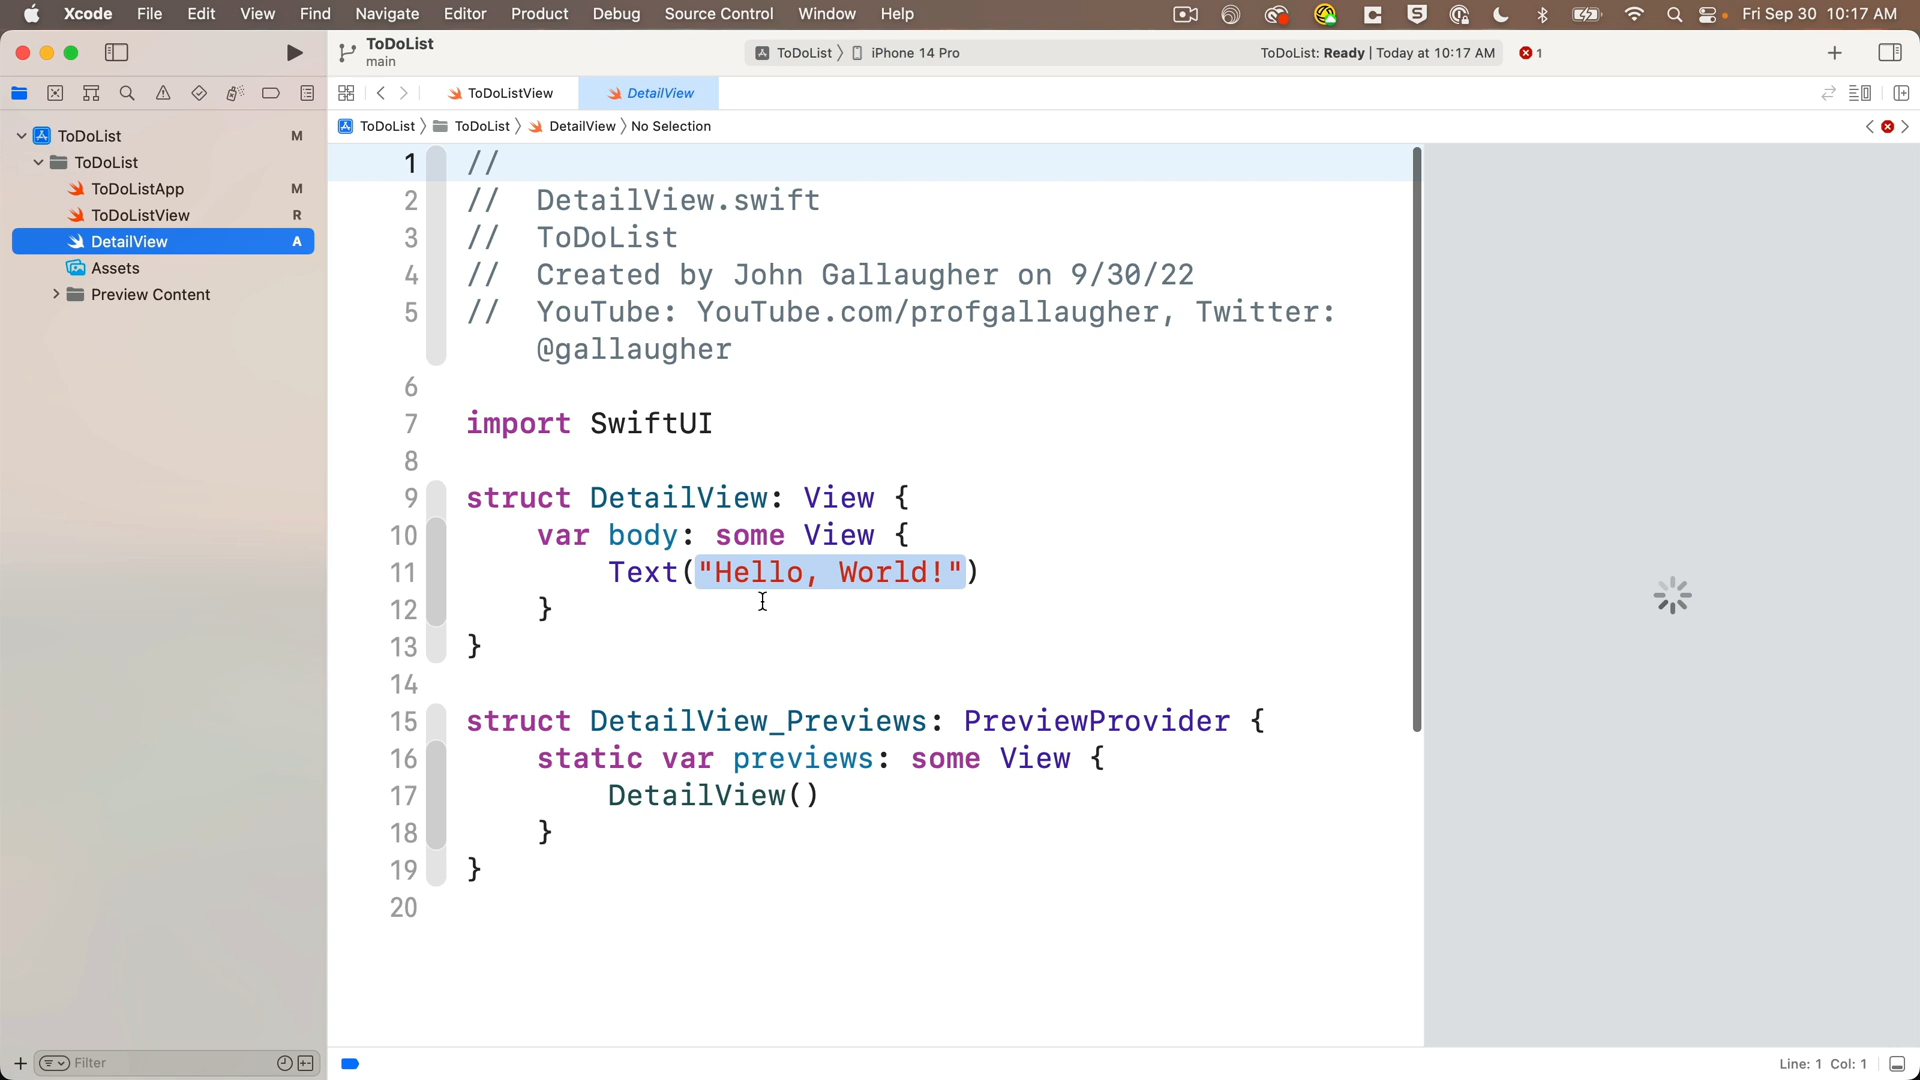 Xcode File Edit View Find Navigate Editor Product Debug Source Control Window Help Fri Sep 30 10:17 AM
ToDoList
main
ToDoList iPhone 14 Pro ToDoList: Ready | Today at 10:17 AM 1
ToDoListView DetailView
ToDoList ToDoList DetailView No Selection
ToDoList M
ToDoList
ToDoListApp M
ToDoListView R
DetailView A
Assets
Preview Content
1 //
2 // DetailView.swift
3 // ToDoList
4 // Created by John Gallaugher on 9/30/22
5 // YouTube: YouTube.com/profgallaugher, Twitter:
@gallaugher
6
7 import SwiftUI
8
9 struct DetailView: View {
10 var body: some View {
11 Text("Hello, World!")
12 }
13 }
14
15 struct DetailView_Previews: PreviewProvider {
16 static var previews: some View {
17 DetailView()
18 }
19 }
20
Filter
Line: 1 Col: 1